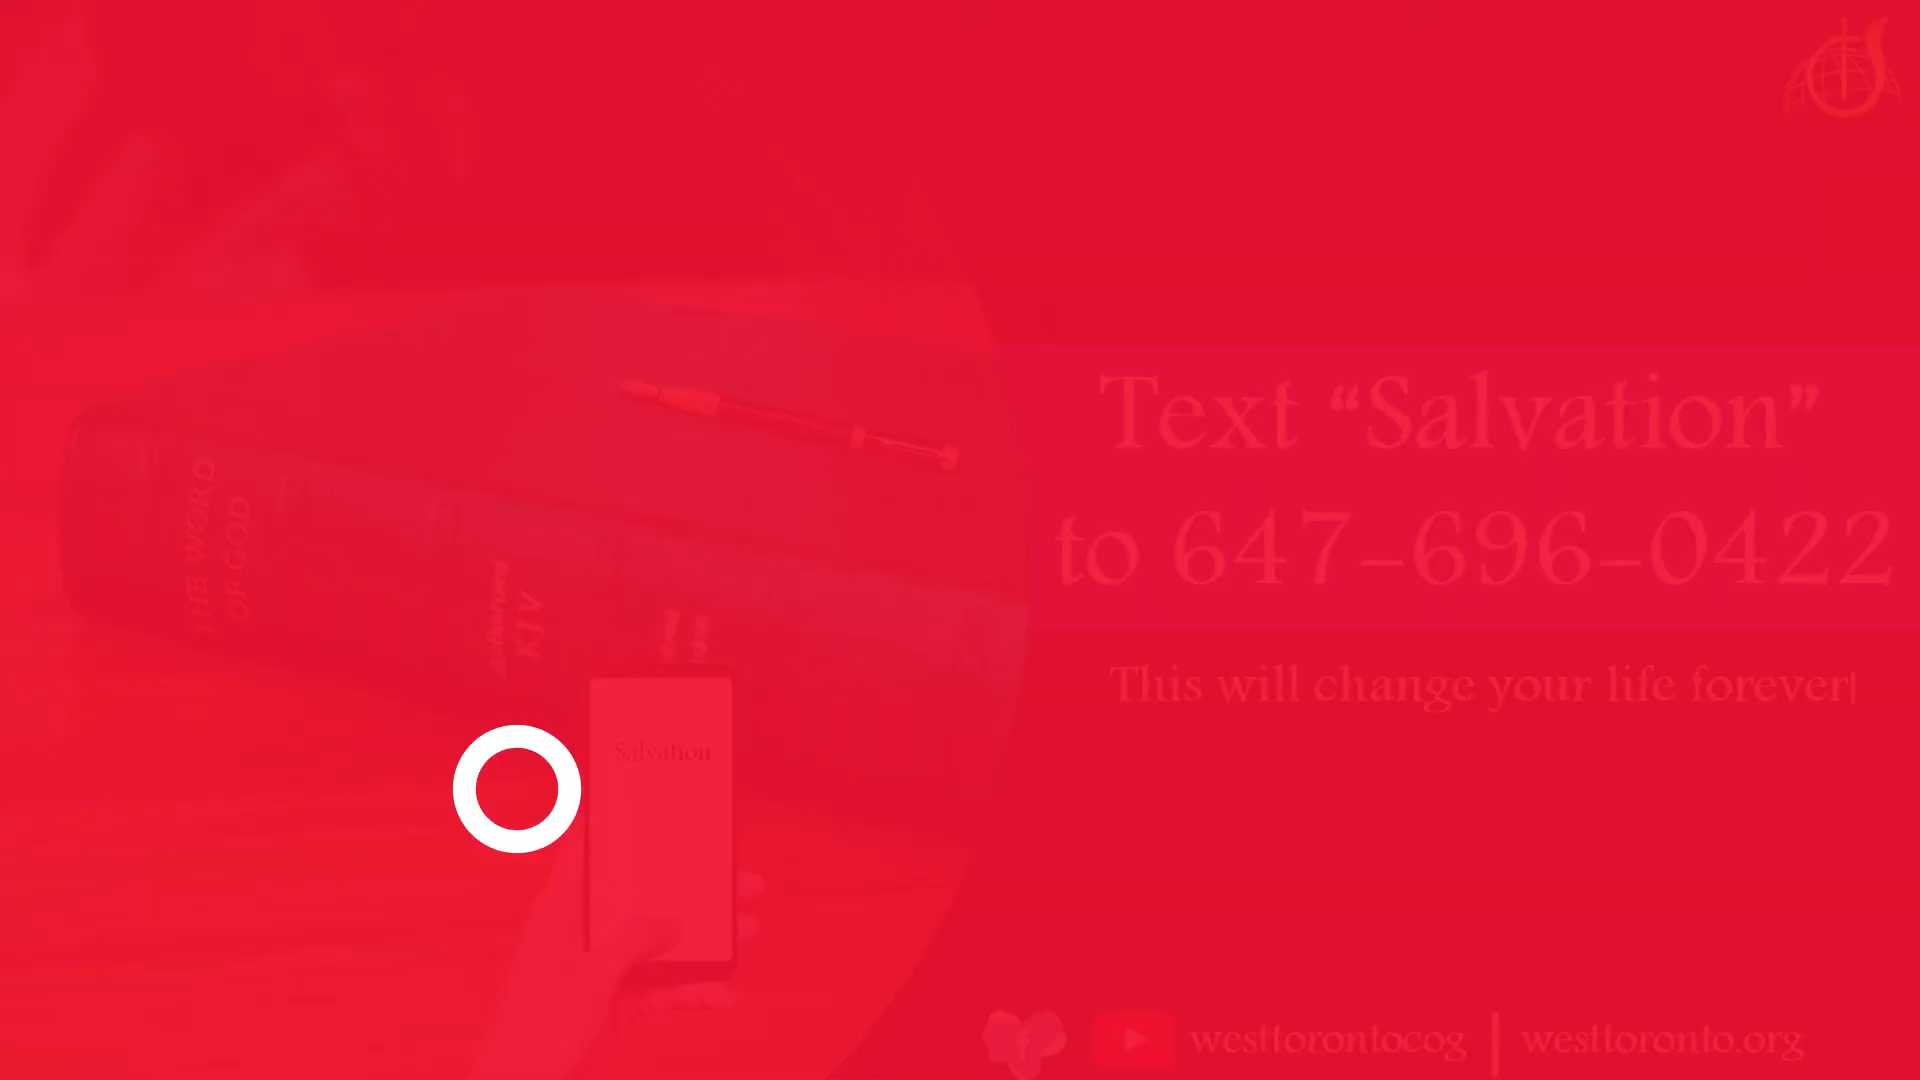 Text “Salvation”
to 647-696-0422
This will change your life forever
THE WORD
OF GOD
KJV
Salvation
westtorontocog | westtoronto.org